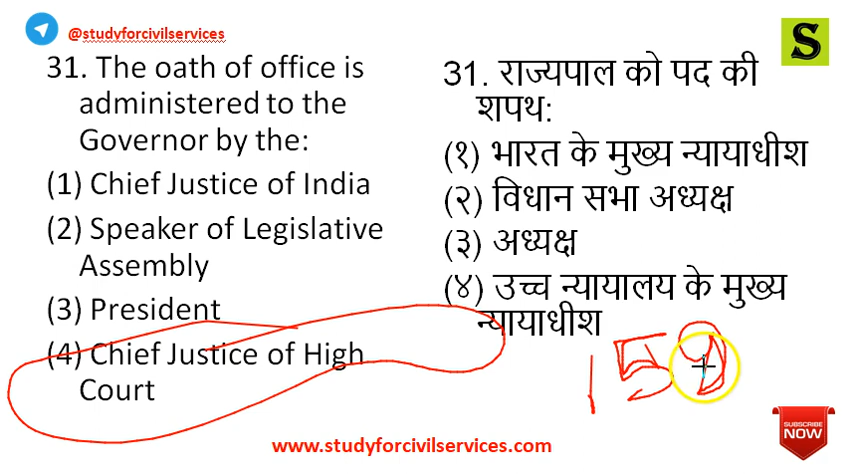 @studyforcivilservices
S
31. The oath of office is
administered to the
Governor by the:
(1) Chief Justice of India
(2) Speaker of Legislative
Assembly
(3) President
(4) Chief Justice of High
Court
31. राज्यपाल को पद की
शपथ:
(१) भारत के मुख्य न्यायाधीश
(२) विधान सभा अध्यक्ष
(३) अध्यक्ष
(४) उच्च न्यायालय के मुख्य
न्यायाधीश
159
SUBSCRIBE
NOW
www.studyforcivilservices.com